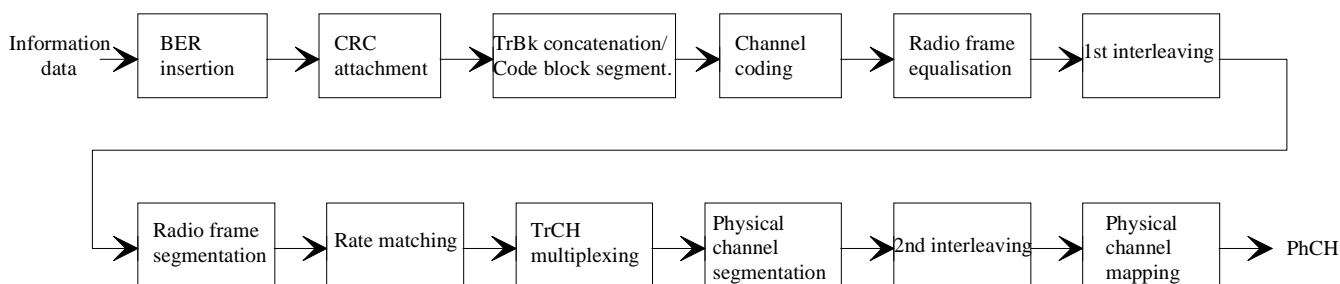 Information
data
BER
insertion
CRC
attachment
TrBk concatenation/
Code block segment.
Channel
coding
Radio frame
equalisation
1st interleaving
Radio frame
segmentation
Rate matching
TrCH
multiplexing
Physical
channel
segmentation
2nd interleaving
Physical
channel
mapping
PhCH